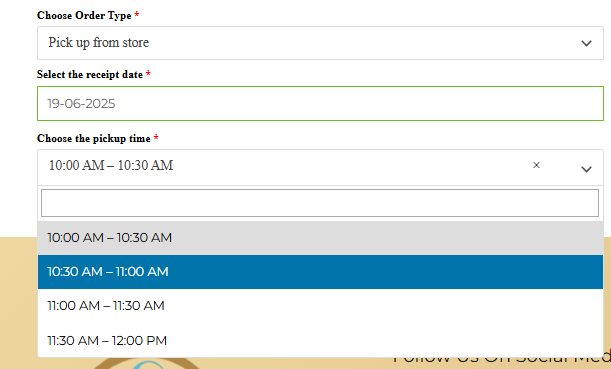 Choose Order Type *
Pick up from store
Select the receipt date *
19-06-2025
Choose the pickup time *
10:00 AM – 10:30 AM ×
10:00 AM – 10:30 AM
10:30 AM – 11:00 AM
11:00 AM – 11:30 AM
11:30 AM – 12:00 PM
Follow Us On Social Med